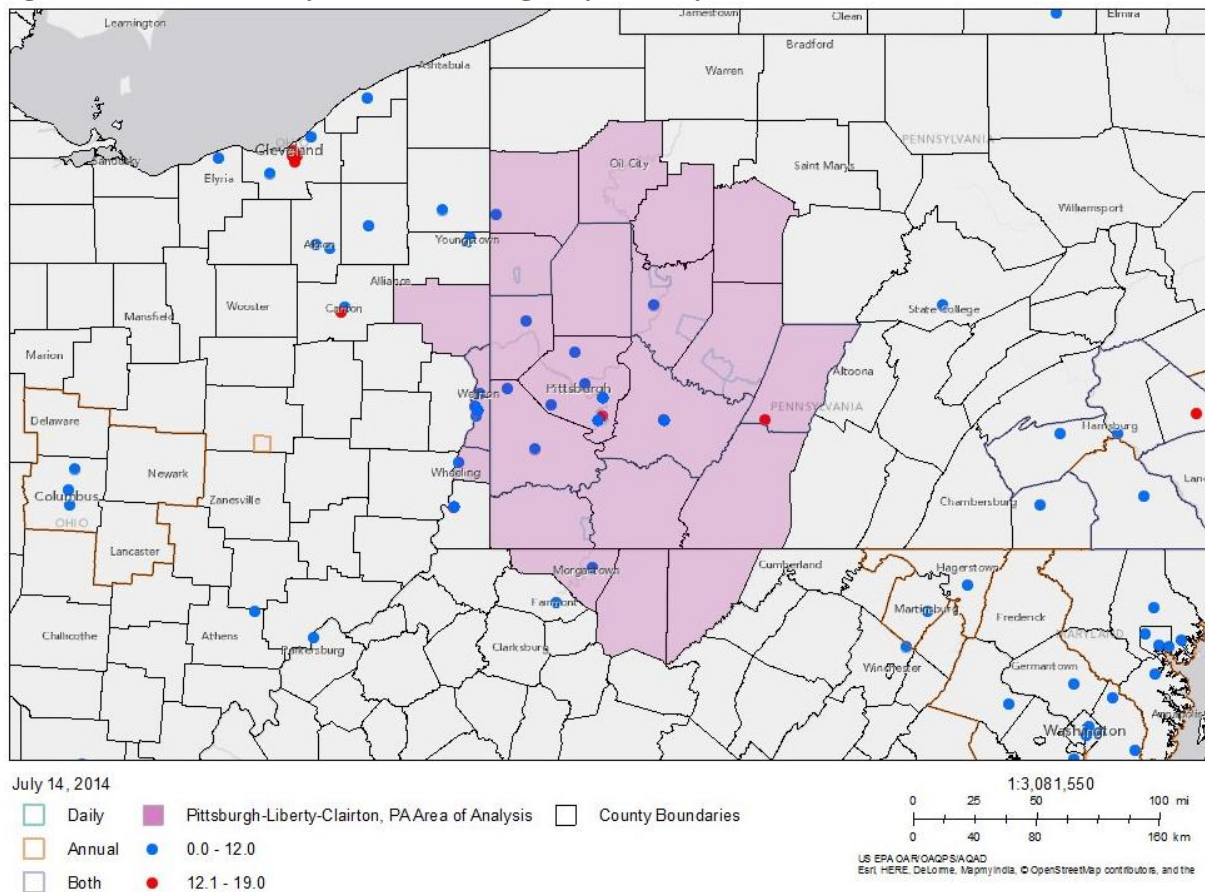 Leamington
Jamestown
Olean
Elmira
Bradford
Ashtabula
Warren
PENNSYLVANIA
Cleveland
Sandusky
Oil City
Saint Marys
Elyria
Williamsport
Akron
Youngstown
Alliance
Wooster
Canton
State College
Mansfield
Marion
Altoona
Weirton
Pittsburgh
PENNSYLVANIA
Delaware
Harrisburg
Newark
Wheeling
Columbus
Zanesville
Chambersburg
OHIO
Lancaster
Cumberland
Hagerstown
Morgantown
Fairmont
Martinsburg
Frederick
Chillicothe
Athens
MARYLAND
Parkersburg
Clarksburg
Winchester
Germantown
Washington
July 14, 2014
Daily
Pittsburgh-Liberty-Clairton, PA Area of Analysis
County Boundaries
Annual
0.0 - 12.0
Both
12.1 - 19.0
1:3,081,550
0 25 50 100 mi
0 40 80 160 km
US EPA OAR/OAQPS/AQAD
Esri, HERE, DeLorme, MapmyIndia, © OpenStreetMap contributors, and the